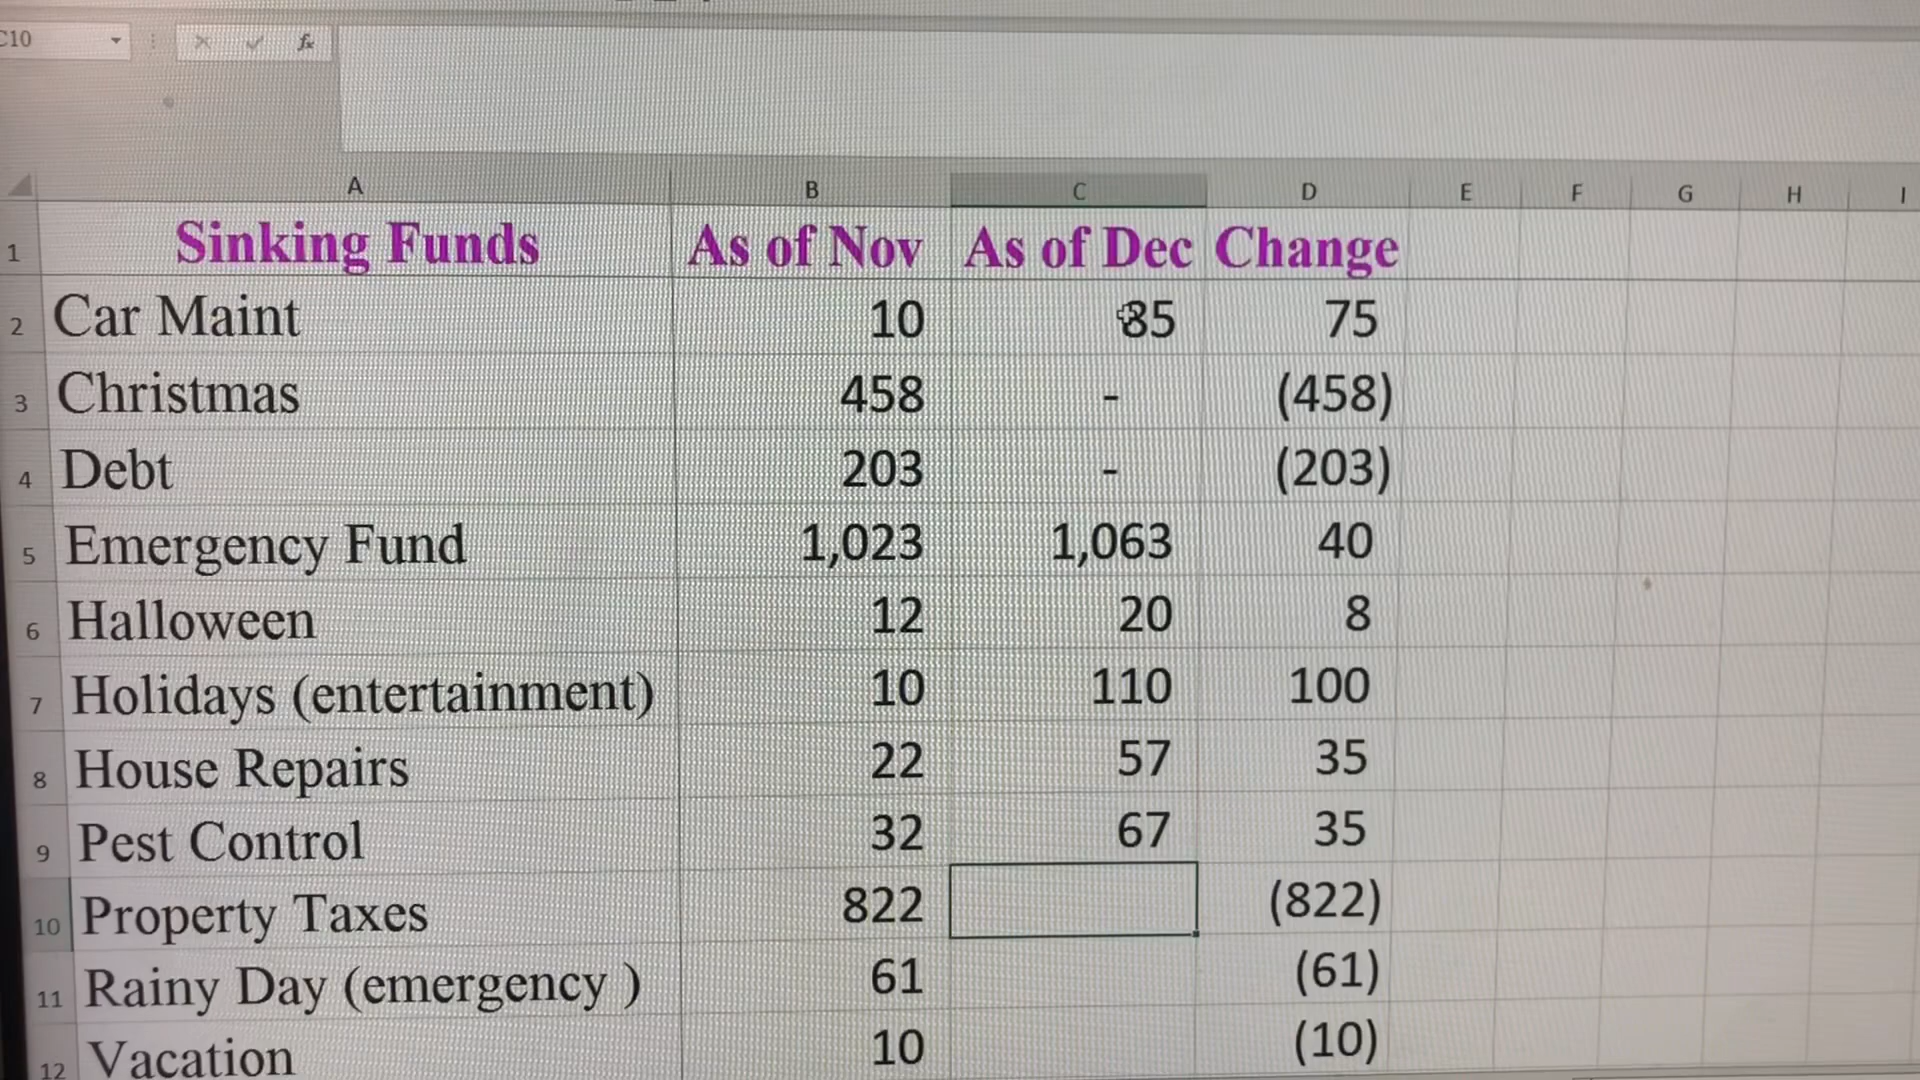 C10 fx
A B C D E F G H I
1 Sinking Funds As of Nov As of Dec Change
2 Car Maint 10 85 75
3 Christmas 458 - (458)
4 Debt 203 - (203)
5 Emergency Fund 1,023 1,063 40
6 Halloween 12 20 8
7 Holidays (entertainment) 10 110 100
8 House Repairs 22 57 35
9 Pest Control 32 67 35
10 Property Taxes 822 (822)
11 Rainy Day (emergency ) 61 (61)
12 Vacation 10 (10)